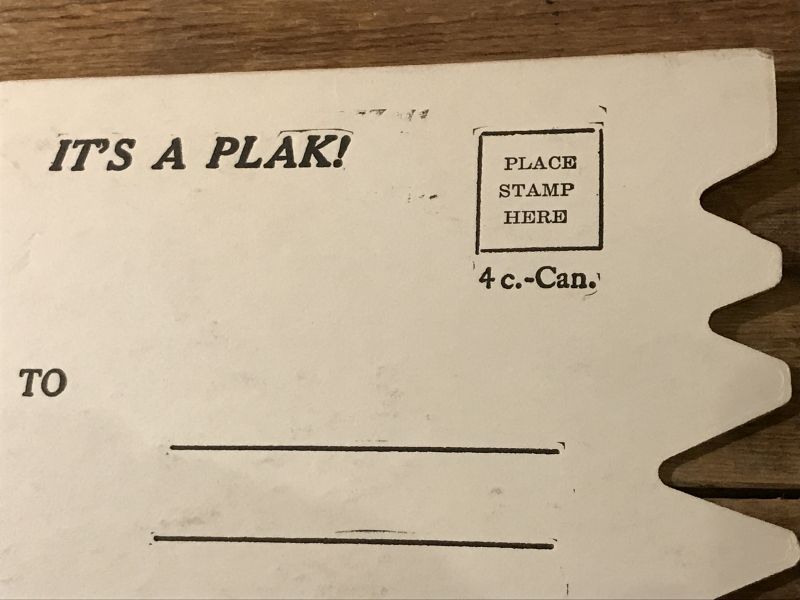 IT'S A PLAK!
PLACE
STAMP
HERE
4 c.-Can.
TO